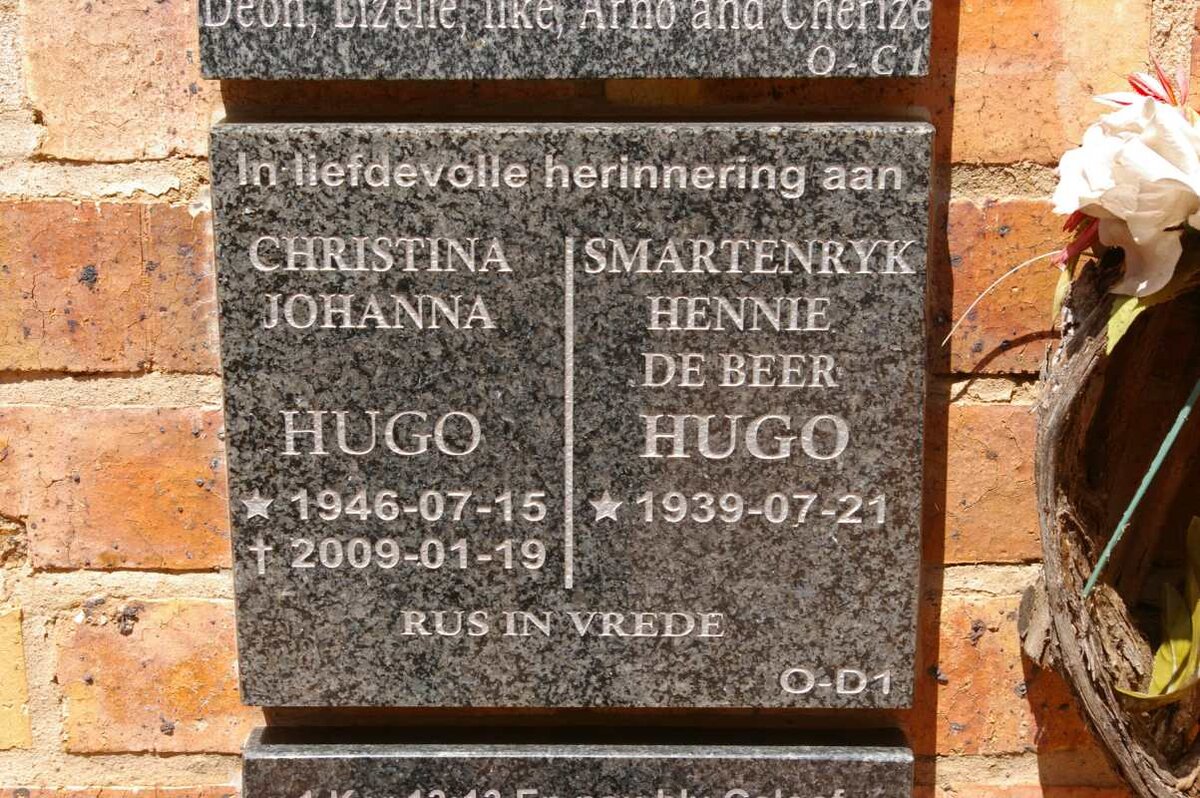 Deon, Lizelle, Ilke, Arno and Cherize
O - C 1
In liefdevolle herinnering aan
CHRISTINA
JOHANNA
HUGO
★ 1946-07-15
† 2009-01-19
SMARTENRYK
HENNIE
DE BEER
HUGO
★ 1939-07-21
RUS IN VREDE
O-D1